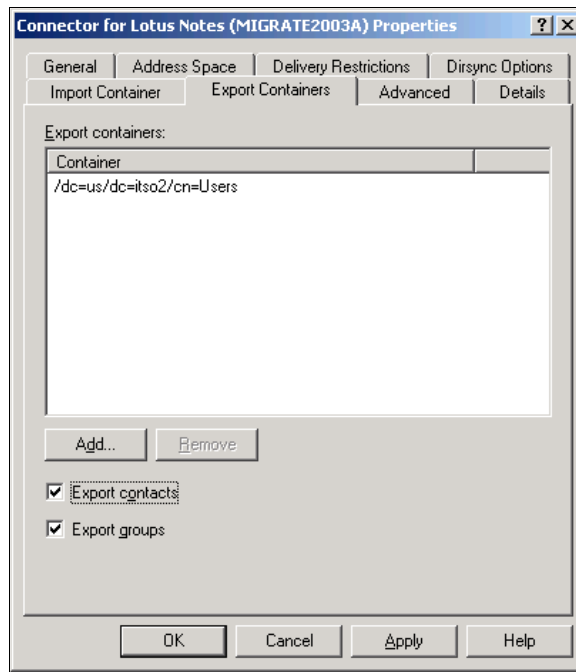 Connector for Lotus Notes (MIGRATE2003A) Properties
General Address Space Delivery Restrictions Dirsync Options
Import Container Export Containers Advanced Details
Export containers:
Container
/dc=us/dc=itso2/cn=Users
Add... Remove
Export contacts
Export groups
OK Cancel Apply Help